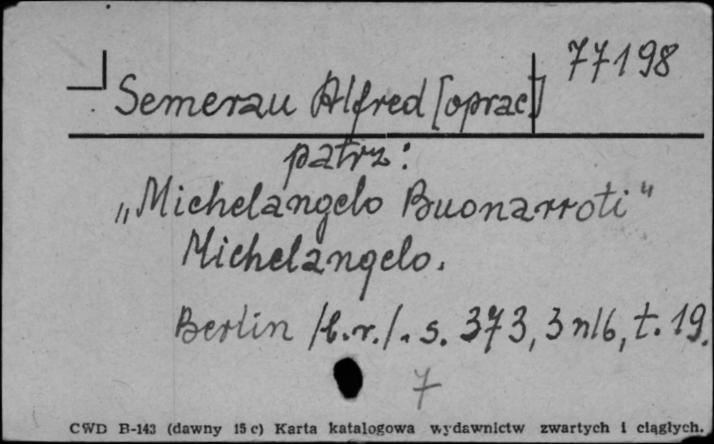 77198
Semerau Alfred [oprac.]
patrz:
„Michelangelo Buonarroti"
Michelangelo.
Berlin /b.r./. s. 373, 3 nlb, t. 19.
7
CWD B-143 (dawny 15 c) Karta katalogowa wydawnictw zwartych i ciągłych.